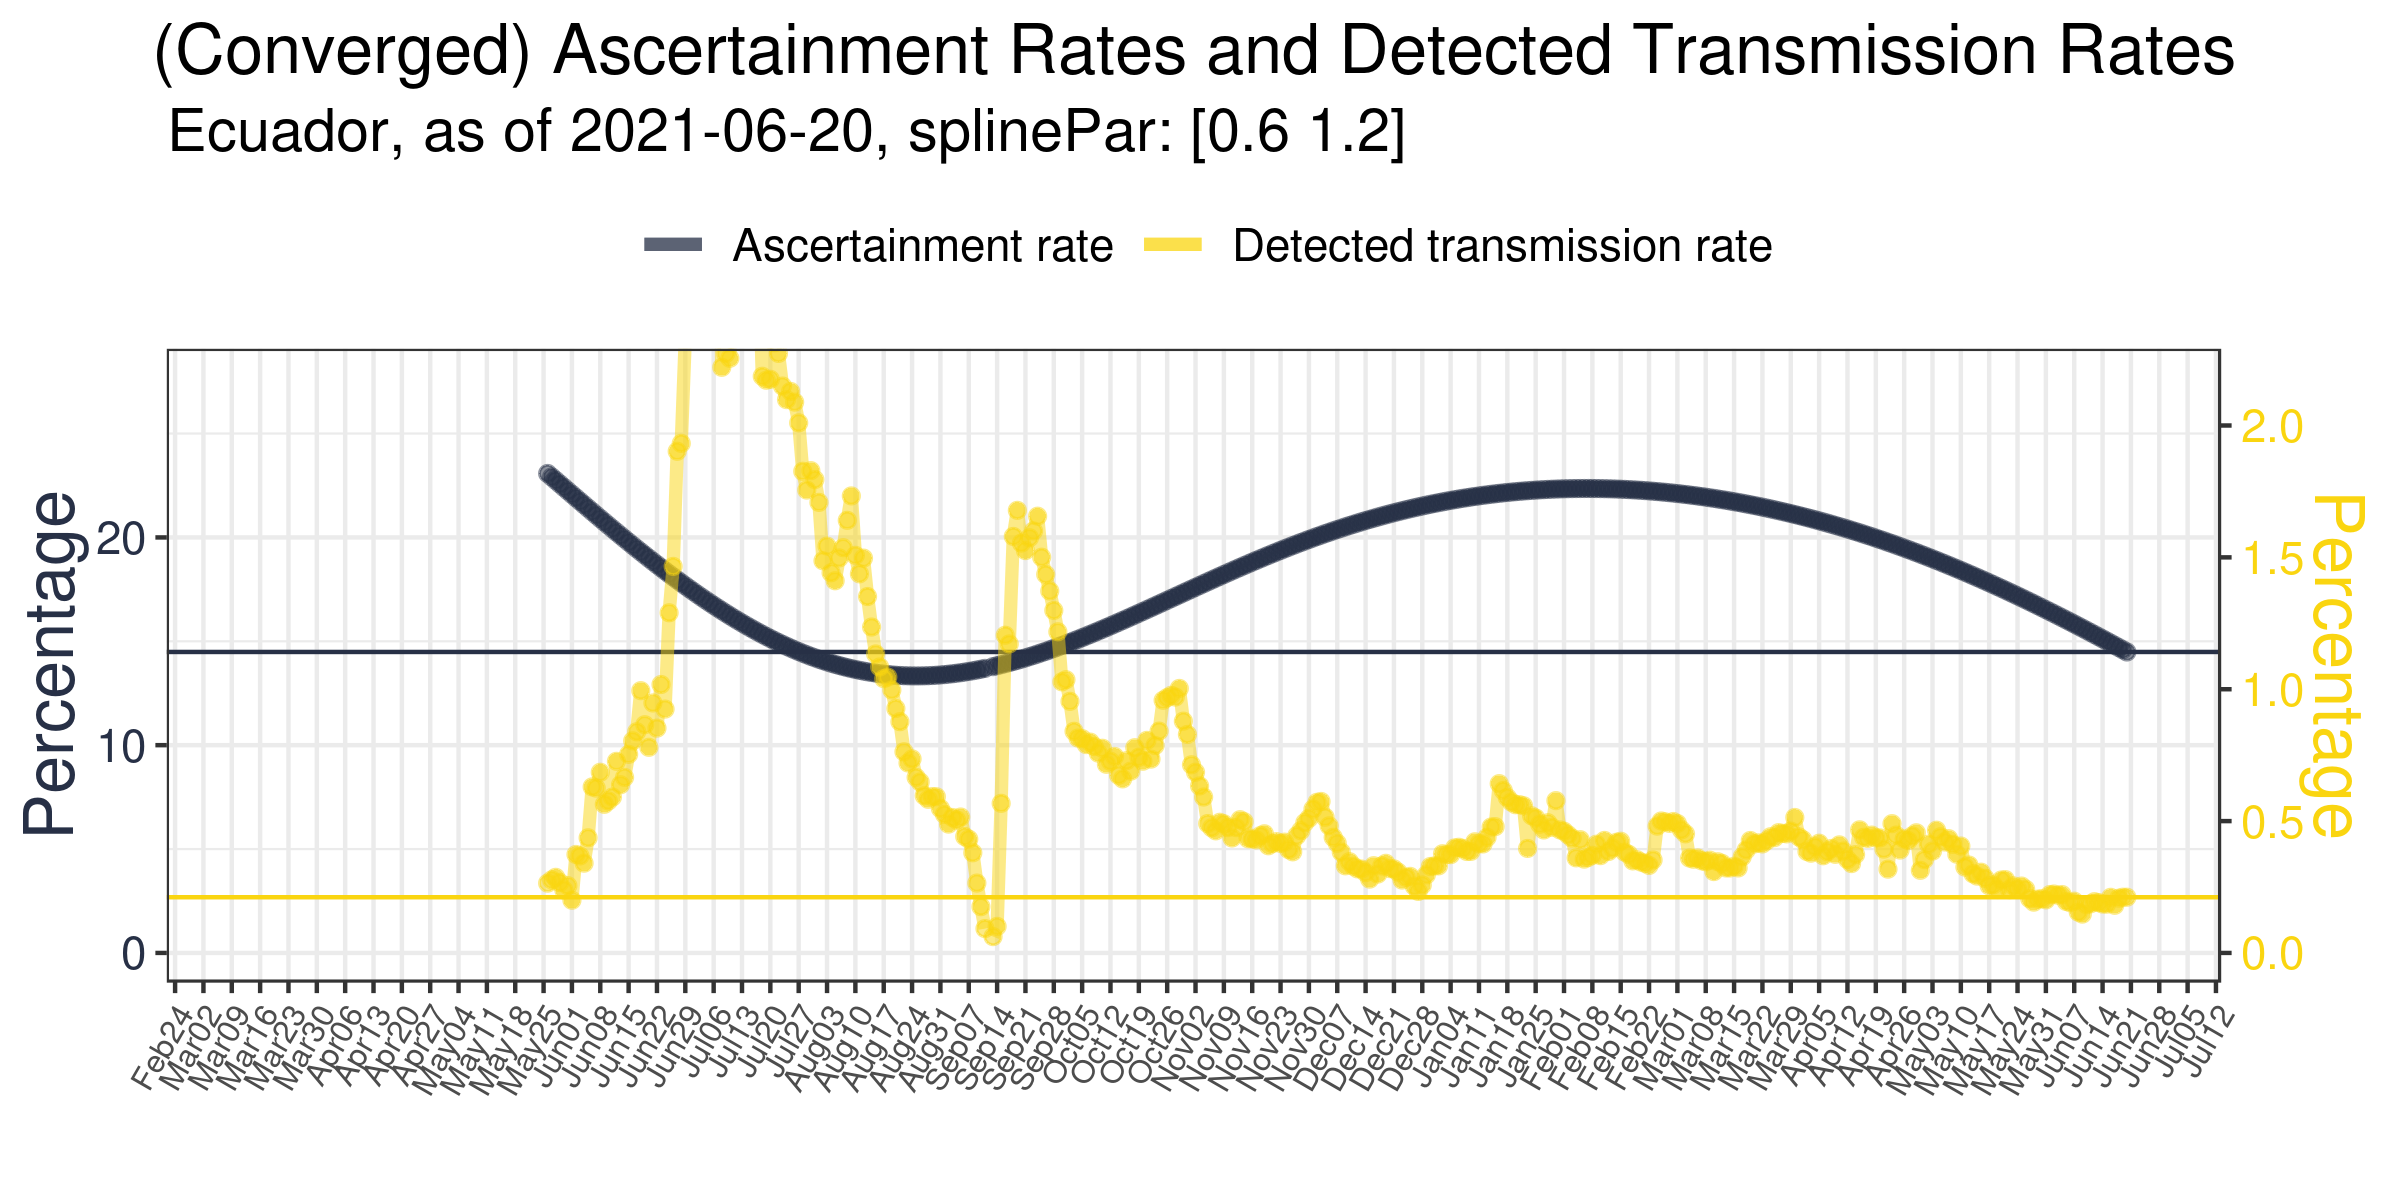 (Converged) Ascertainment Rates and Detected Transmission Rates
Ecuador, as of 2021-06-20, splinePar: [0.6 1.2]
Ascertainment rate
Detected transmission rate
Percentage
20
10
0
2.0
1.5
1.0
0.5
0.0
Percentage
Feb24
Mar02
Mar09
Mar16
Mar23
Mar30
Apr06
Apr13
Apr20
Apr27
May04
May11
May18
May25
Jun01
Jun08
Jun15
Jun22
Jun29
Jul06
Jul13
Jul20
Jul27
Aug03
Aug10
Aug17
Aug24
Aug31
Sep07
Sep14
Sep21
Sep28
Oct05
Oct12
Oct19
Oct26
Nov02
Nov09
Nov16
Nov23
Nov30
Dec07
Dec14
Dec21
Dec28
Jan04
Jan11
Jan18
Jan25
Feb01
Feb08
Feb15
Feb22
Mar01
Mar08
Mar15
Mar22
Mar29
Apr05
Apr12
Apr19
Apr26
May03
May10
May17
May24
May31
Jun07
Jun14
Jun21
Jun28
Jul05
Jul12